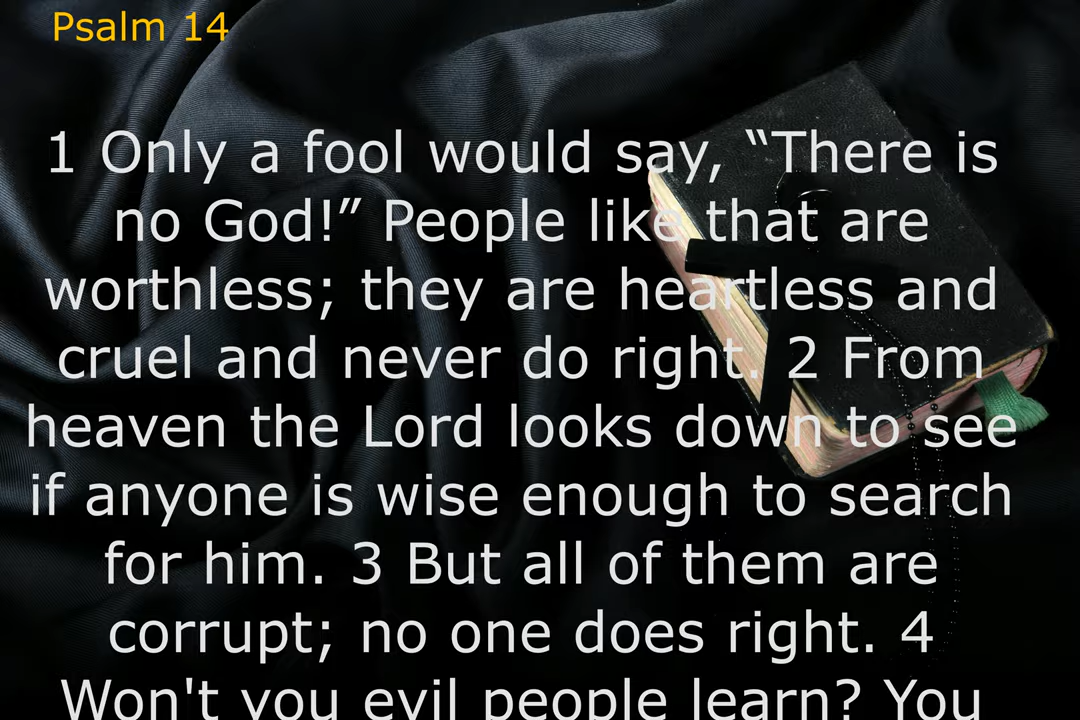 Psalm 14
1 Only a fool would say, “There is
no God!” People like that are
worthless; they are heartless and
cruel and never do right. 2 From
heaven the Lord looks down to see
if anyone is wise enough to search
for him. 3 But all of them are
corrupt; no one does right. 4
Won't you evil people learn? You